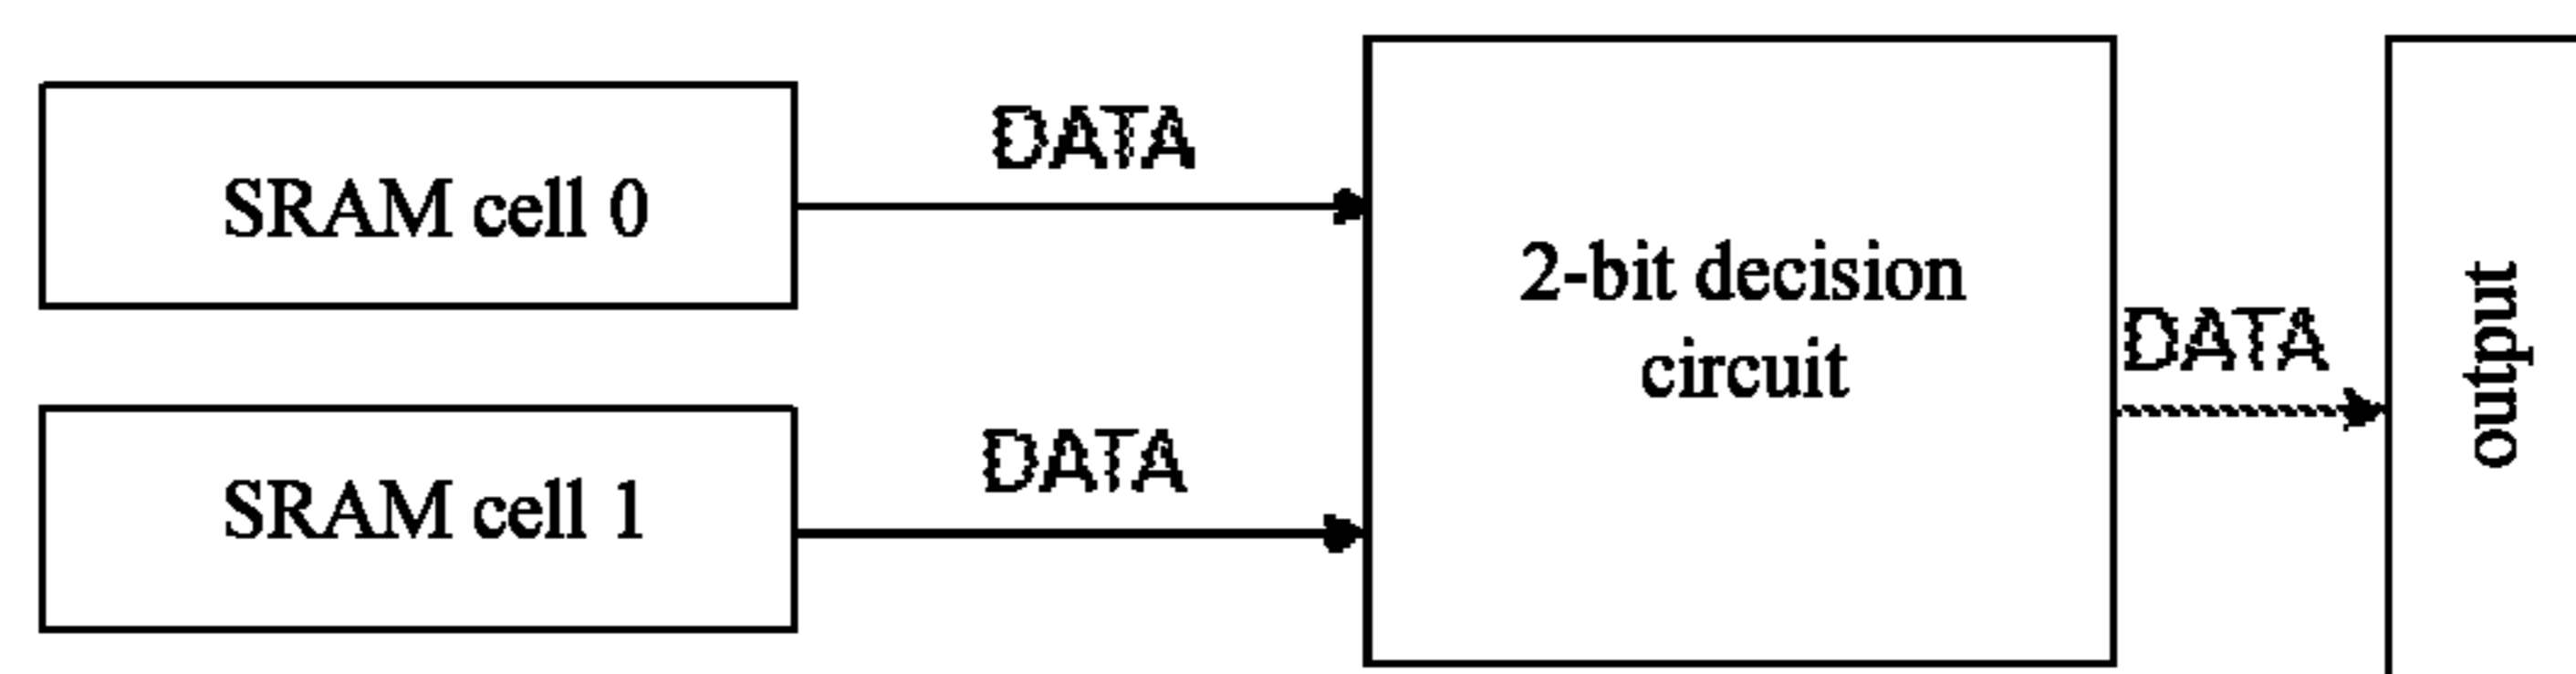 SRAM cell 0
DATA
SRAM cell 1
DATA
2-bit decision
circuit
DATA
output